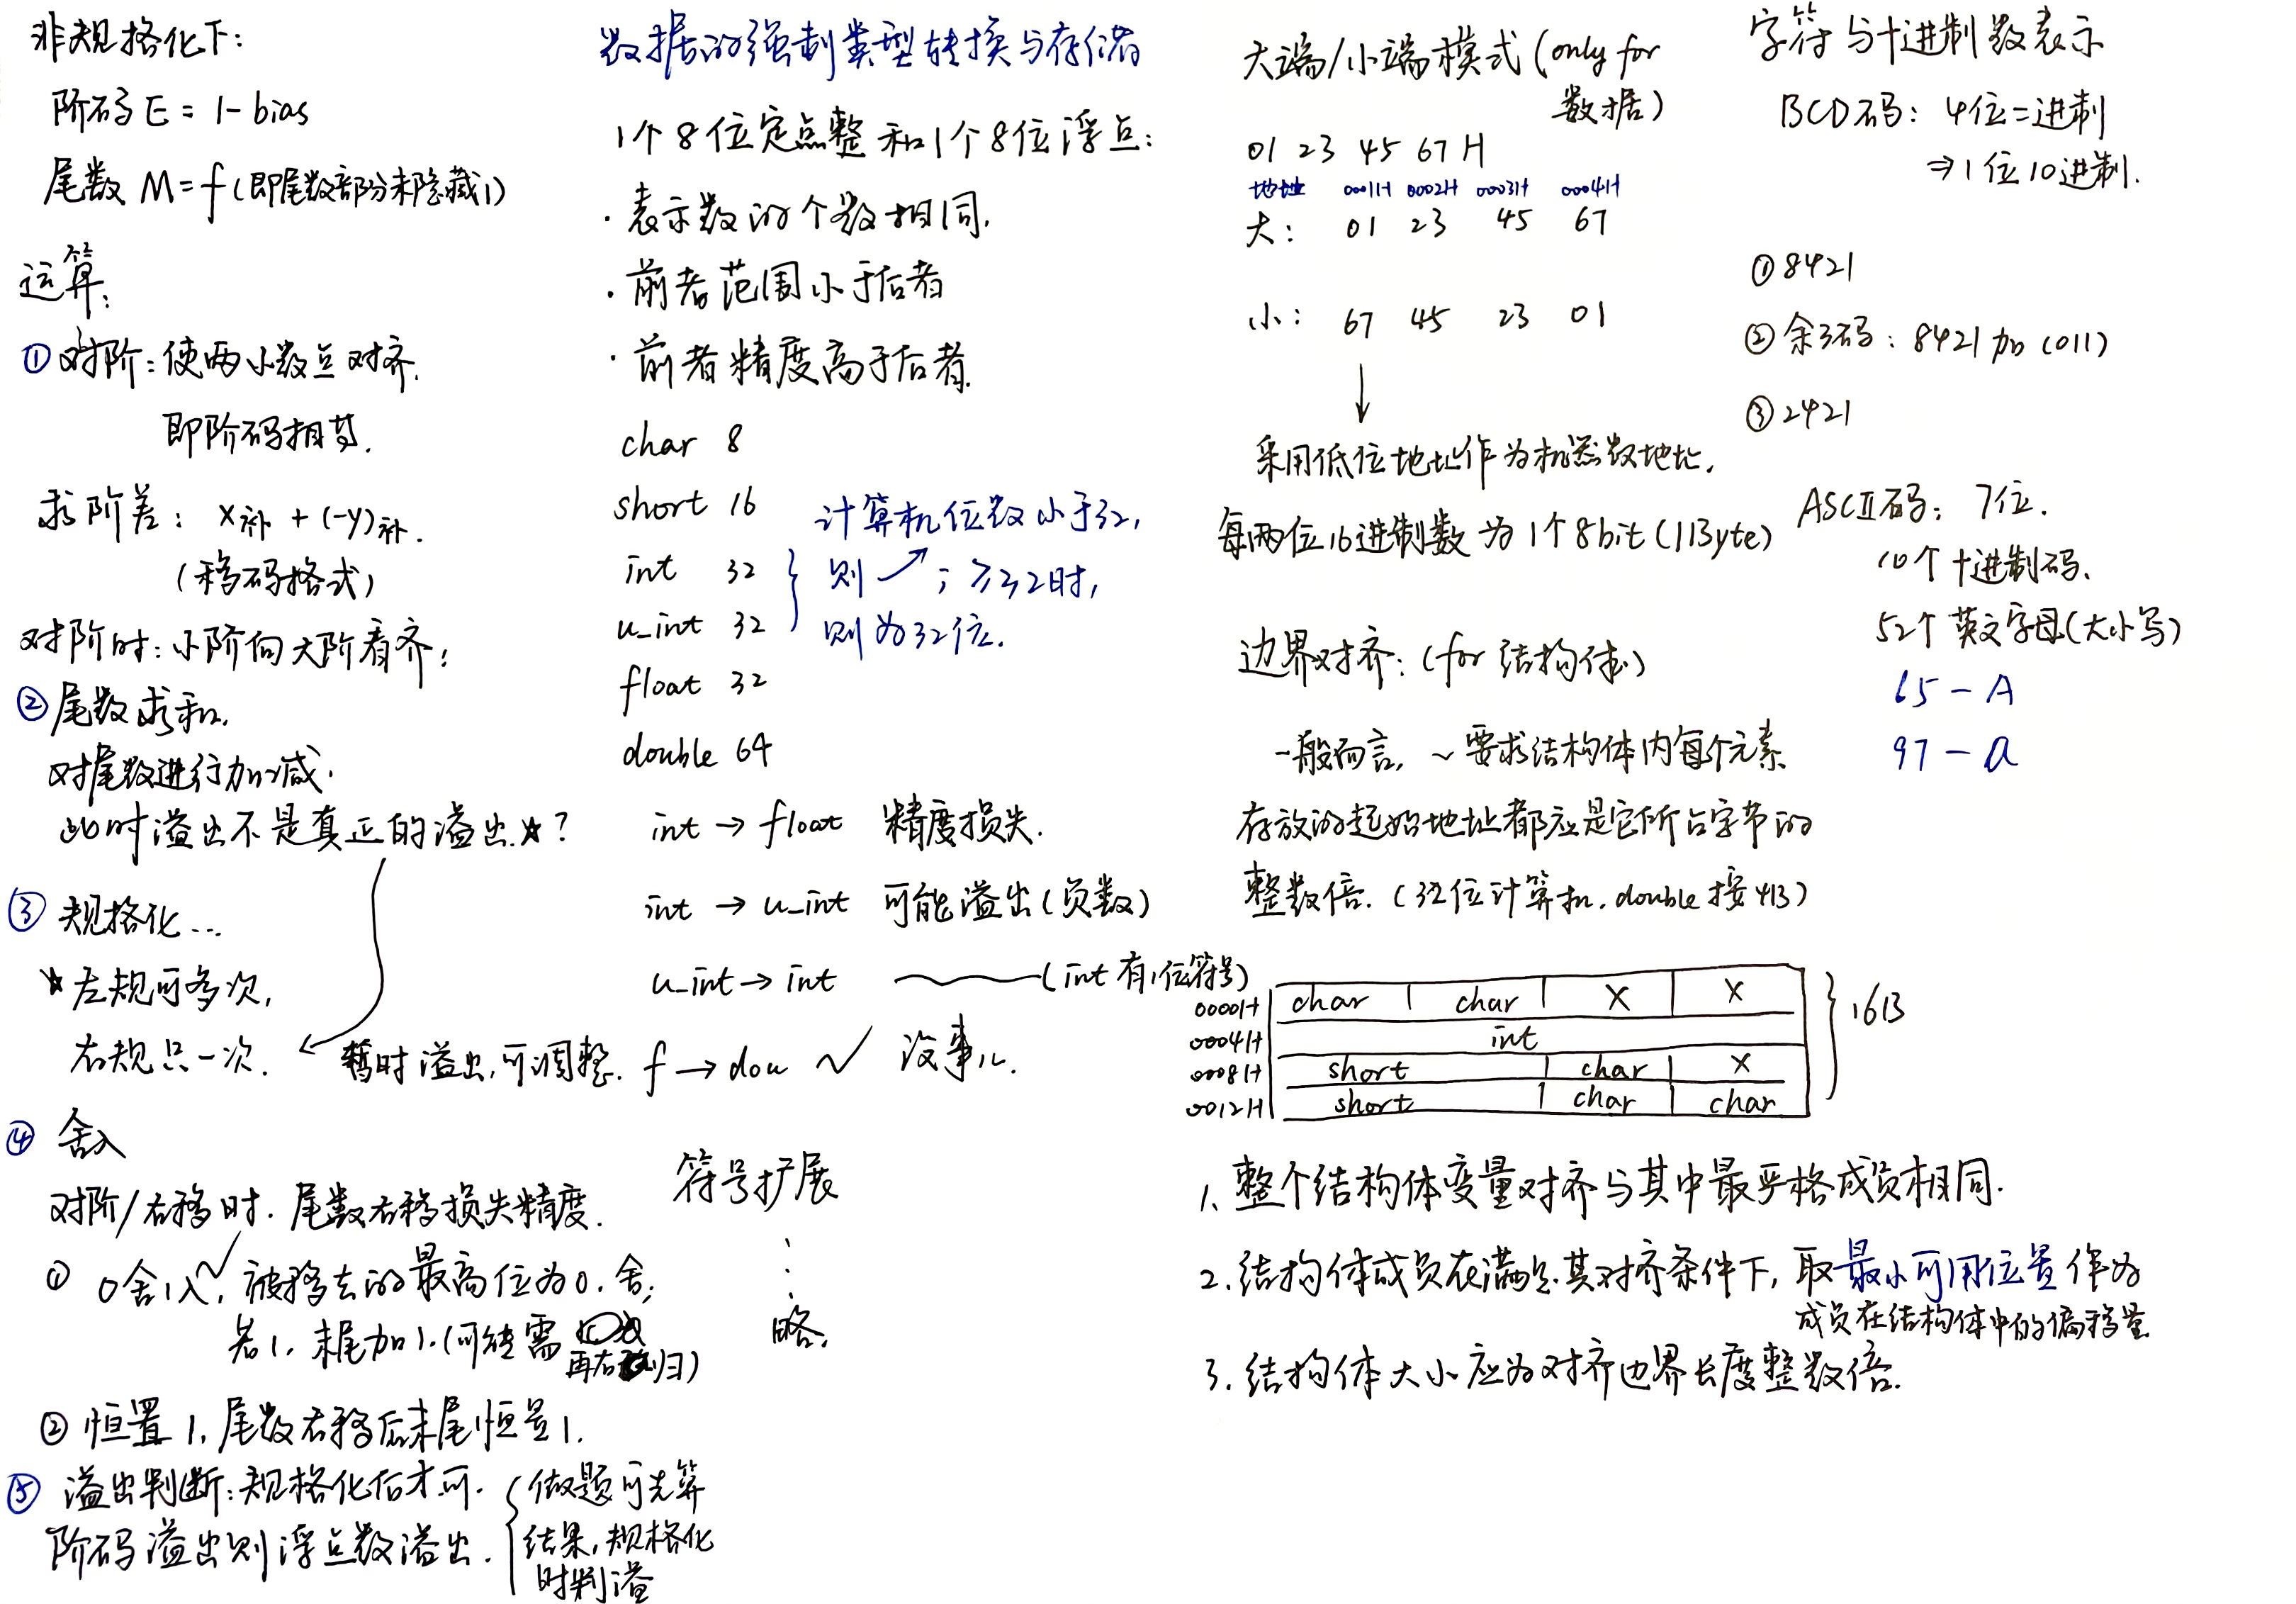 非规格化下:
阶码 E = 1-bias
尾数 M=f(即尾数部分未隐藏1)
运算:
①对阶:使两小数点对齐.
即阶码相等.
求阶差: X补 + (-y)补.
(移码格式)
对阶时:小阶向大阶看齐;
②尾数求和.
对尾数进行加减.
此时溢出不是真正的溢出.☆?
③ 规格化...
☆左规可多次,
右规只一次. 暂时溢出,可调整.
④ 舍入
对阶/右移时.尾数右移损失精度.
① 0舍1入√,被移去的最高位为0.舍;
若1,末尾加1.(可能需
再右归)
② 恒置1,尾数右移后末尾恒置1.
⑤ 溢出判断:规格化后才可.
阶码溢出则浮点数溢出.
做题可先算
结果,规格化
时判溢
数据的强制类型转换与存储
1个8位定点整和1个8位浮点:
·表示数的个数相同.
·前者范围小于后者
·前者精度高于后者.
char 8
short 16
int 32
u_int 32
计算机位数小于32,
则↗;≥32时,
则为32位.
float 32
double 64
int → float 精度损失.
int → u_int 可能溢出(负数)
u_int → int ——(int有1位符号)
f → dou √ 没事儿.
符号扩展
略.
大端/小端模式(only for
数据)
01 23 45 67 H
地址 0001H 0002H 0003H 0004H
大: 01 23 45 67
小: 67 45 23 01
↓
采用低位地址作为机器数地址.
每两位16进制数为1个8bit(1Byte)
边界对齐:(for 结构体)
一般而言,~要求结构体内每个元素
存放的起始地址都应是它所占字节的
整数倍.(32位计算机.double按4B)
0000H char char X X
0004H int
0008H short char X
0012H short char char
16B
1.整个结构体变量对齐与其中最严格成员相同.
2.结构体成员在满足其对齐条件下,取最小可用位置作为
成员在结构体中的偏移量
3.结构体大小应为对齐边界长度整数倍.
字符与十进制数表示
BCD码: 4位二进制
⇒1位10进制.
①8421
②余3码:8421加(011)
③2421
ASCII码: 7位.
10个十进制码.
52个英文字母(大小写)
65-A
97-a